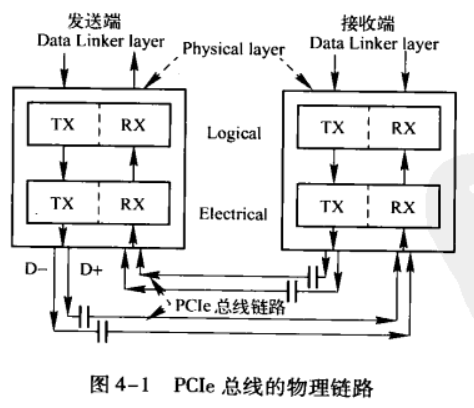 发送端
Data Linker layer
Physical layer
接收端
Data Linker layer
TX
RX
Logical
TX
RX
TX
RX
Electrical
TX
RX
D-
D+
PCIe 总线链路
图 4-1 PCIe 总线的物理链路